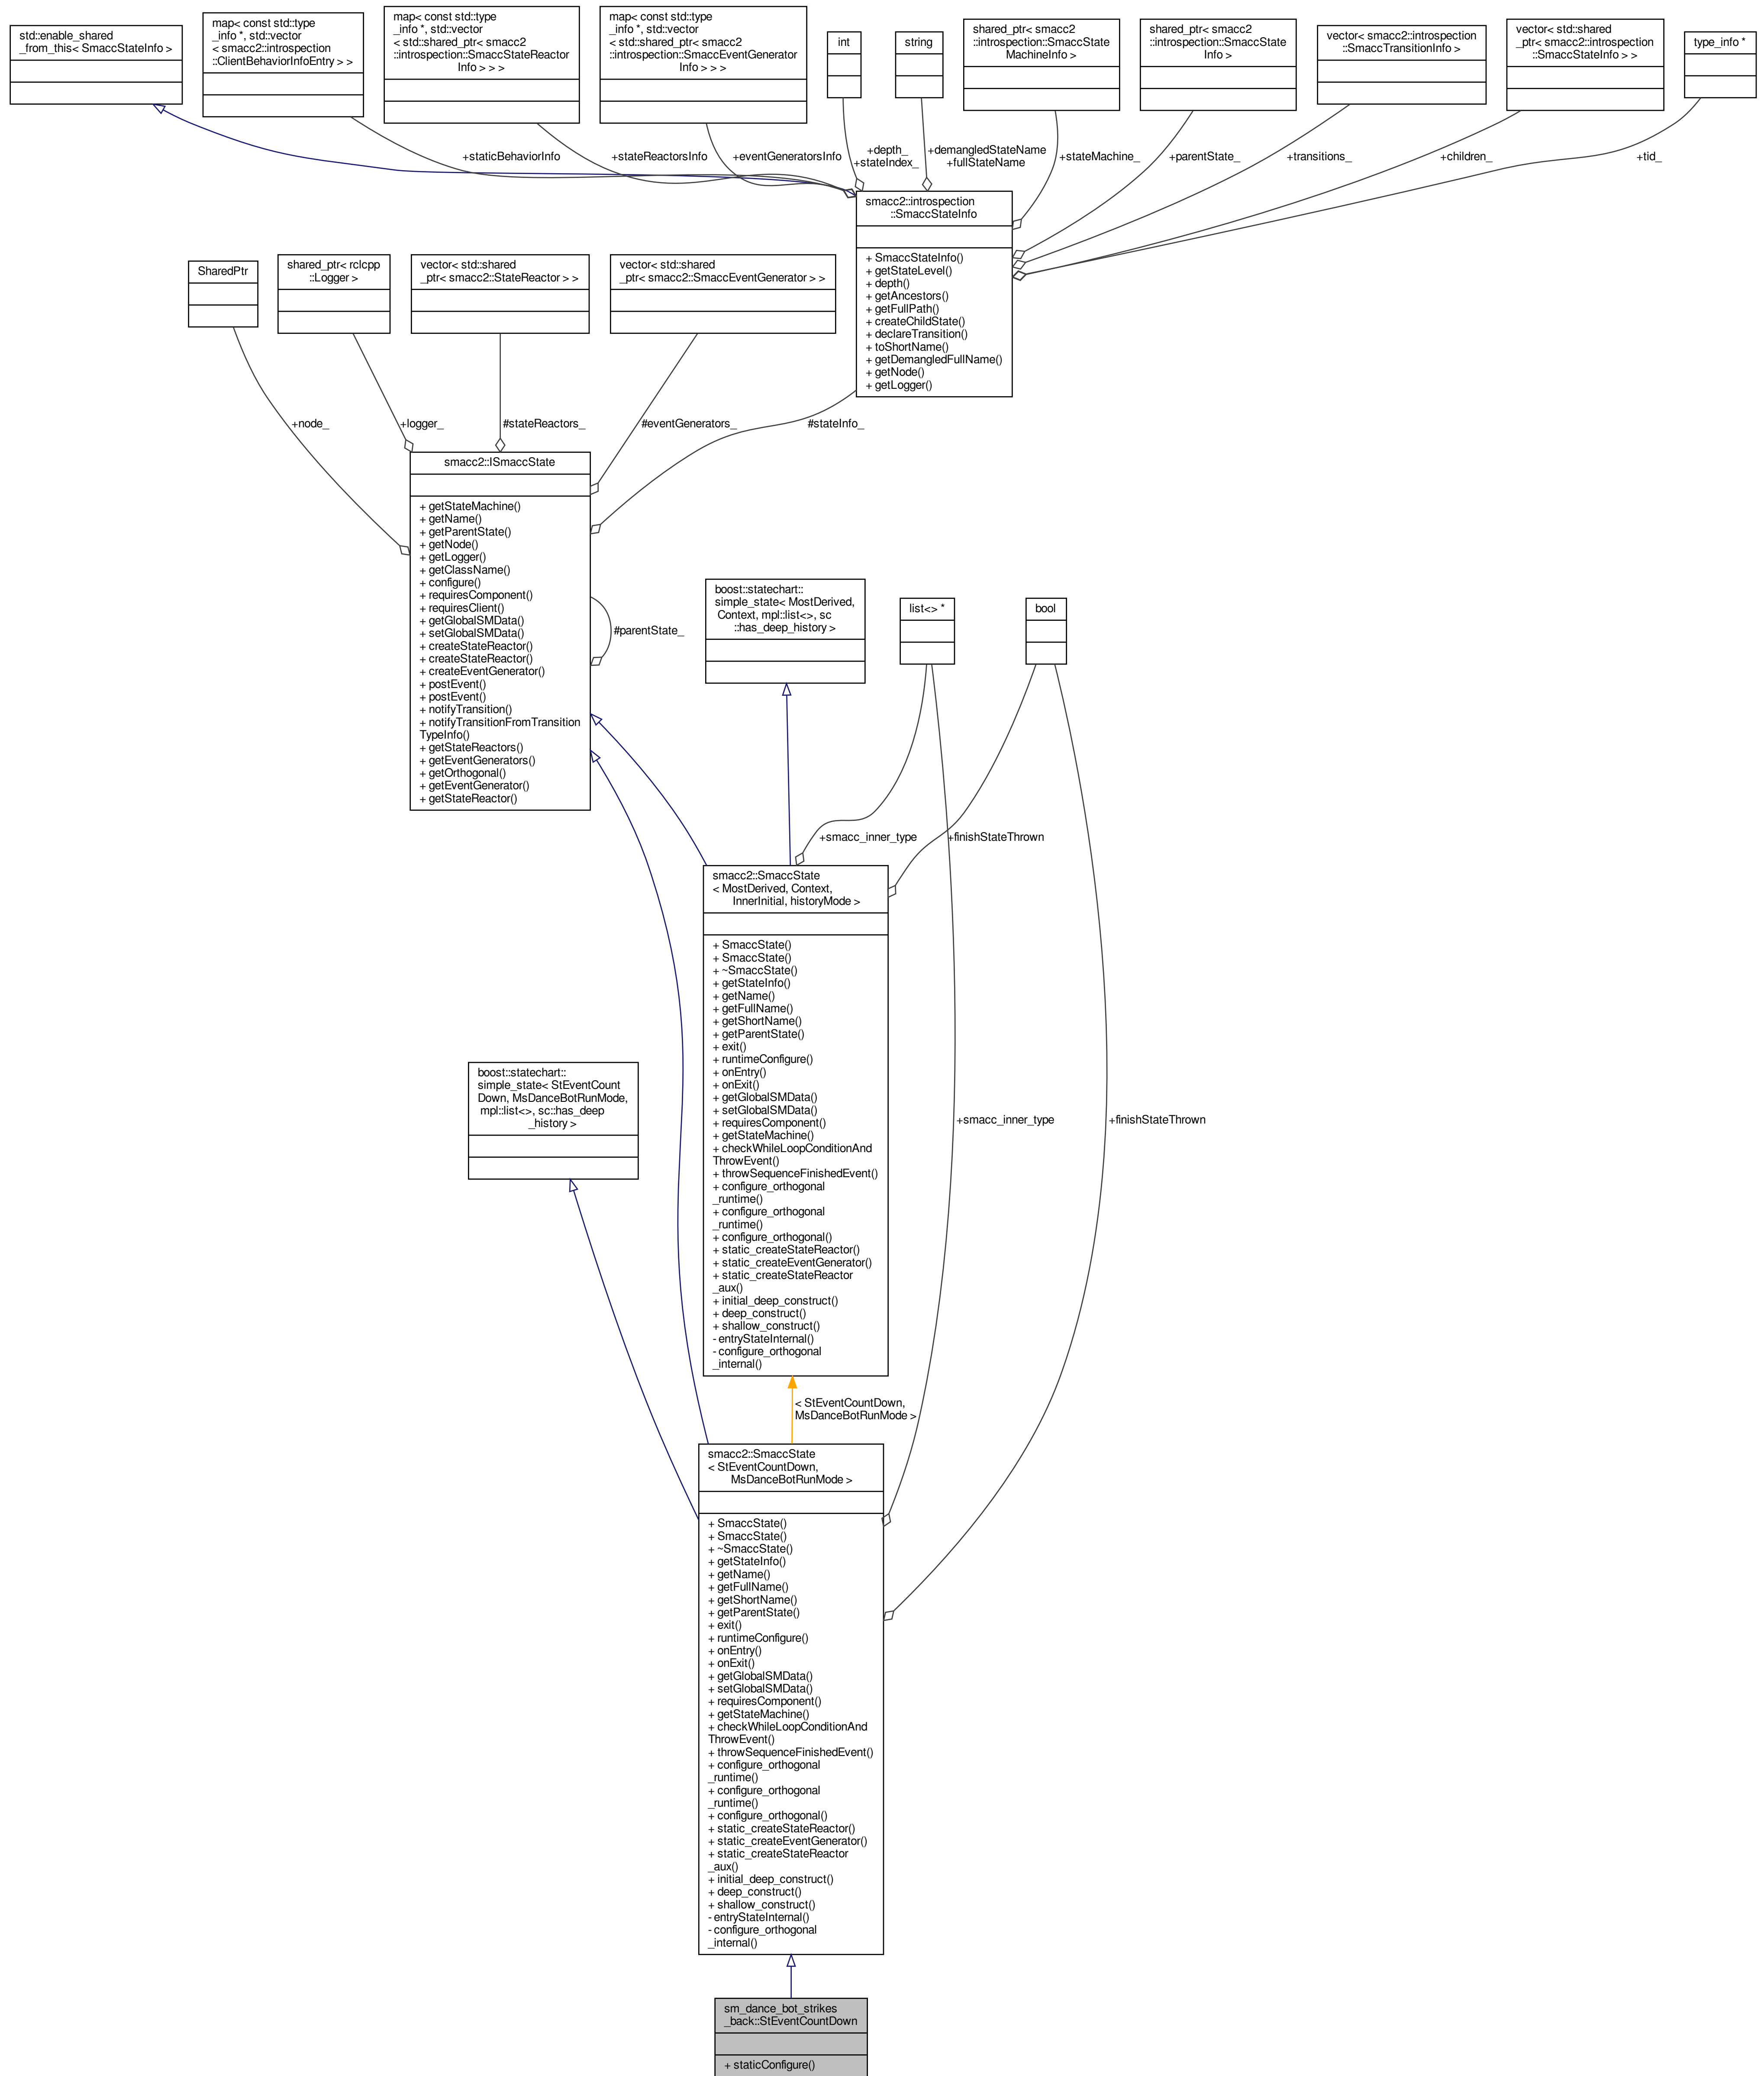 std::enable_shared
_from_this< SmaccStateInfo >
map< const std::type
_info *, std::vector
< smacc2::introspection
::ClientBehaviorInfoEntry > >
map< const std::type
_info *, std::vector
< std::shared_ptr< smacc2
::introspection::SmaccStateReactor
Info > > >
map< const std::type
_info *, std::vector
< std::shared_ptr< smacc2
::introspection::SmaccEventGenerator
Info > > >
int
string
shared_ptr< smacc2
::introspection::SmaccState
MachineInfo >
shared_ptr< smacc2
::introspection::SmaccState
Info >
vector< smacc2::introspection
::SmaccTransitionInfo >
vector< std::shared
_ptr< smacc2::introspection
::SmaccStateInfo > >
type_info *
+staticBehaviorInfo
+stateReactorsInfo
+eventGeneratorsInfo
+depth_
+stateIndex_
+demangledStateName
+fullStateName
+stateMachine_
+parentState_
+transitions_
+children_
+tid_
smacc2::introspection
::SmaccStateInfo
+ SmaccStateInfo()
+ getStateLevel()
+ depth()
+ getAncestors()
+ getFullPath()
+ createChildState()
+ declareTransition()
+ toShortName()
+ getDemangledFullName()
+ getNode()
+ getLogger()
SharedPtr
shared_ptr< rclcpp
::Logger >
vector< std::shared
_ptr< smacc2::StateReactor > >
vector< std::shared
_ptr< smacc2::SmaccEventGenerator > >
+node_
+logger_
#stateReactors_
#eventGenerators_
#stateInfo_
smacc2::ISmaccState
+ getStateMachine()
+ getName()
+ getParentState()
+ getNode()
+ getLogger()
+ getClassName()
+ configure()
+ requiresComponent()
+ requiresClient()
+ getGlobalSMData()
+ setGlobalSMData()
+ createStateReactor()
+ createStateReactor()
+ createEventGenerator()
+ postEvent()
+ postEvent()
+ notifyTransition()
+ notifyTransitionFromTransition
TypeInfo()
+ getStateReactors()
+ getEventGenerators()
+ getOrthogonal()
+ getEventGenerator()
+ getStateReactor()
#parentState_
boost::statechart::
simple_state< MostDerived,
Context, mpl::list<>, sc
::has_deep_history >
list<> *
bool
+smacc_inner_type
+finishStateThrown
smacc2::SmaccState
< MostDerived, Context,
InnerInitial, historyMode >
+ SmaccState()
+ SmaccState()
+ ~SmaccState()
+ getStateInfo()
+ getName()
+ getFullName()
+ getShortName()
+ getParentState()
+ exit()
+ runtimeConfigure()
+ onEntry()
+ onExit()
+ getGlobalSMData()
+ setGlobalSMData()
+ requiresComponent()
+ getStateMachine()
+ checkWhileLoopConditionAnd
ThrowEvent()
+ throwSequenceFinishedEvent()
+ configure_orthogonal
_runtime()
+ configure_orthogonal
_runtime()
+ configure_orthogonal()
+ static_createStateReactor()
+ static_createEventGenerator()
+ static_createStateReactor
_aux()
+ initial_deep_construct()
+ deep_construct()
+ shallow_construct()
- entryStateInternal()
- configure_orthogonal
_internal()
boost::statechart::
simple_state< StEventCount
Down, MsDanceBotRunMode,
mpl::list<>, sc::has_deep
_history >
+smacc_inner_type
+finishStateThrown
< StEventCountDown,
MsDanceBotRunMode >
smacc2::SmaccState
< StEventCountDown,
MsDanceBotRunMode >
+ SmaccState()
+ SmaccState()
+ ~SmaccState()
+ getStateInfo()
+ getName()
+ getFullName()
+ getShortName()
+ getParentState()
+ exit()
+ runtimeConfigure()
+ onEntry()
+ onExit()
+ getGlobalSMData()
+ setGlobalSMData()
+ requiresComponent()
+ getStateMachine()
+ checkWhileLoopConditionAnd
ThrowEvent()
+ throwSequenceFinishedEvent()
+ configure_orthogonal
_runtime()
+ configure_orthogonal
_runtime()
+ configure_orthogonal()
+ static_createStateReactor()
+ static_createEventGenerator()
+ static_createStateReactor
_aux()
+ initial_deep_construct()
+ deep_construct()
+ shallow_construct()
- entryStateInternal()
- configure_orthogonal
_internal()
sm_dance_bot_strikes
_back::StEventCountDown
+ staticConfigure()